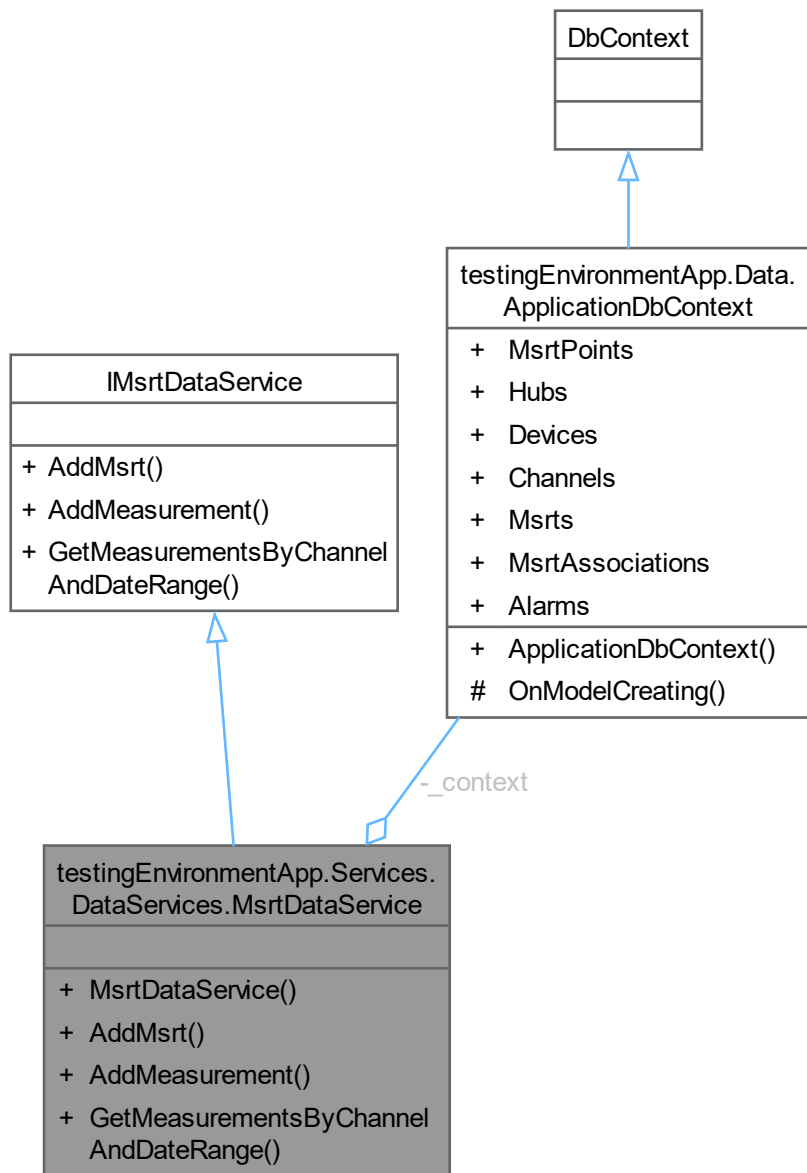 DbContext
testingEnvironmentApp.Data.
ApplicationDbContext
+ MsrtPoints
+ Hubs
+ Devices
+ Channels
+ Msrts
+ MsrtAssociations
+ Alarms
+ ApplicationDbContext()
# OnModelCreating()
IMsrtDataService
+ AddMsrt()
+ AddMeasurement()
+ GetMeasurementsByChannel
AndDateRange()
-_context
testingEnvironmentApp.Services.
DataServices.MsrtDataService
+ MsrtDataService()
+ AddMsrt()
+ AddMeasurement()
+ GetMeasurementsByChannel
AndDateRange()